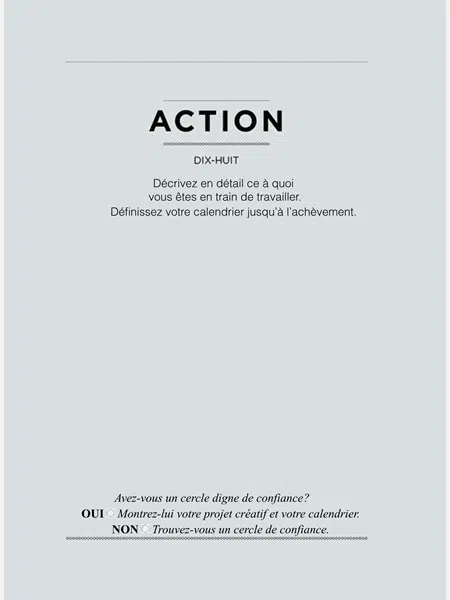 ACTION
DIX-HUIT
Décrivez en détail ce à quoi
vous êtes en train de travailler.
Définissez votre calendrier jusqu'à l'achèvement.
Avez-vous un cercle digne de confiance ?
OUI Montrez-lui votre projet créatif et votre calendrier.
NON Trouvez-vous un cercle de confiance.